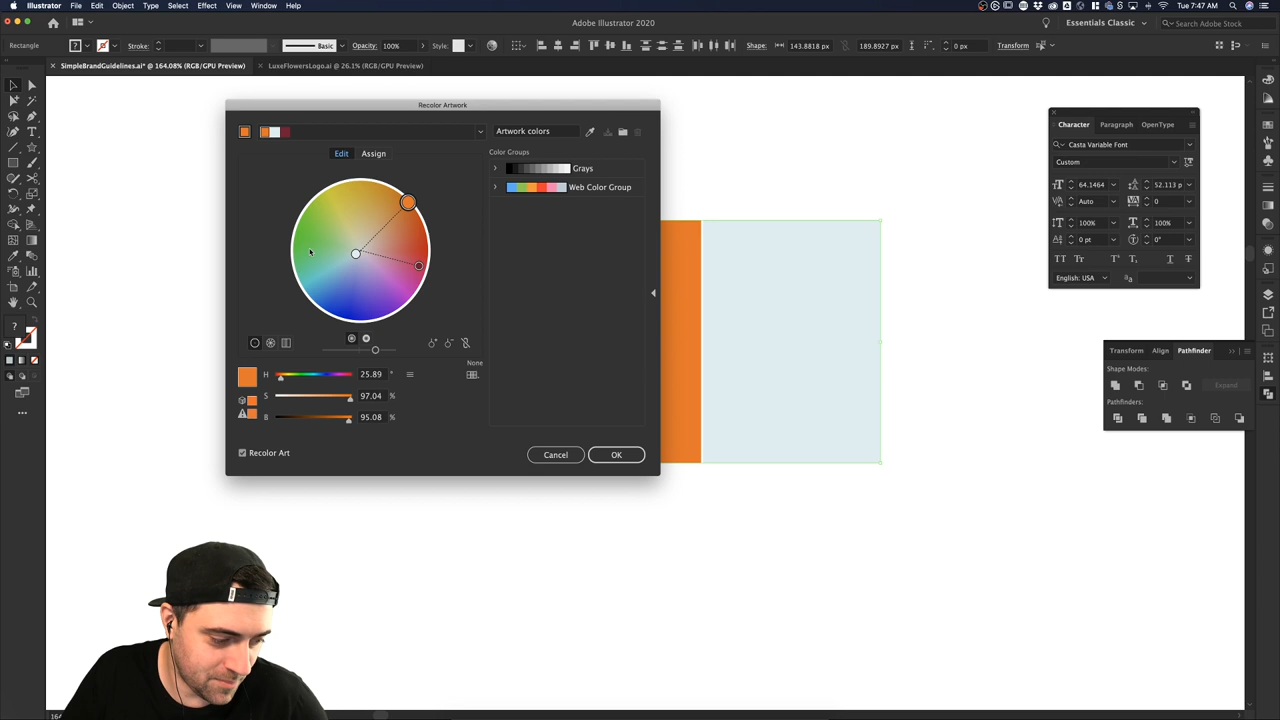 Illustrator File Edit Object Type Select Effect View Window Help
Tue 7:47 AM
Adobe Illustrator 2020
Essentials Classic
Search Adobe Stock
Rectangle
?
Stroke:
Basic
Opacity: 100%
Style:
Shape:
143.8818 px
189.8927 px
0 px
Transform
SimpleBrandGuidelines.ai* @ 164.08% (RGB/GPU Preview)
LuxeFlowersLogo.ai @ 26.1% (RGB/GPU Preview)
Recolor Artwork
Artwork colors
Edit
Assign
Color Groups
Grays
Web Color Group
None
H 25.89 °
S 97.04 %
B 95.08 %
Recolor Art
Cancel
OK
Character Paragraph OpenType
Casta Variable Font
Custom
64.1464
52.113 p
Auto
0
100%
100%
0 pt
0°
English: USA
Transform Align Pathfinder
Shape Modes:
Expand
Pathfinders:
?